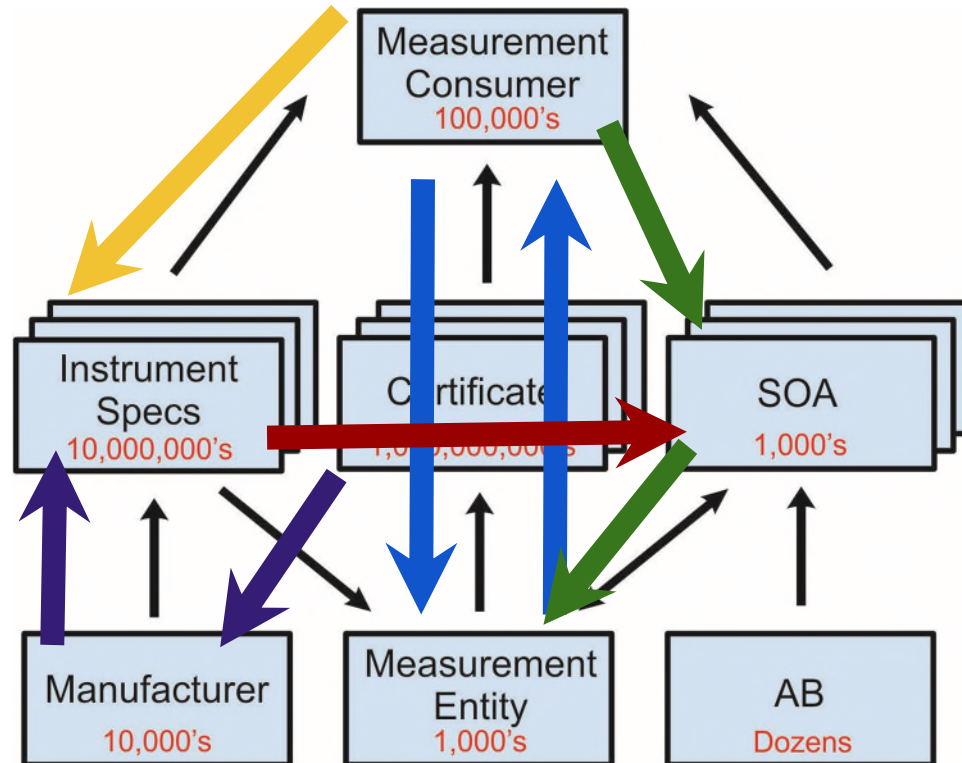 Measurement
Consumer
100,000's
Instrument
Specs
10,000,000's
Certificate
SOA
1,000's
Manufacturer
10,000's
Measurement
Entity
1,000's
AB
Dozens